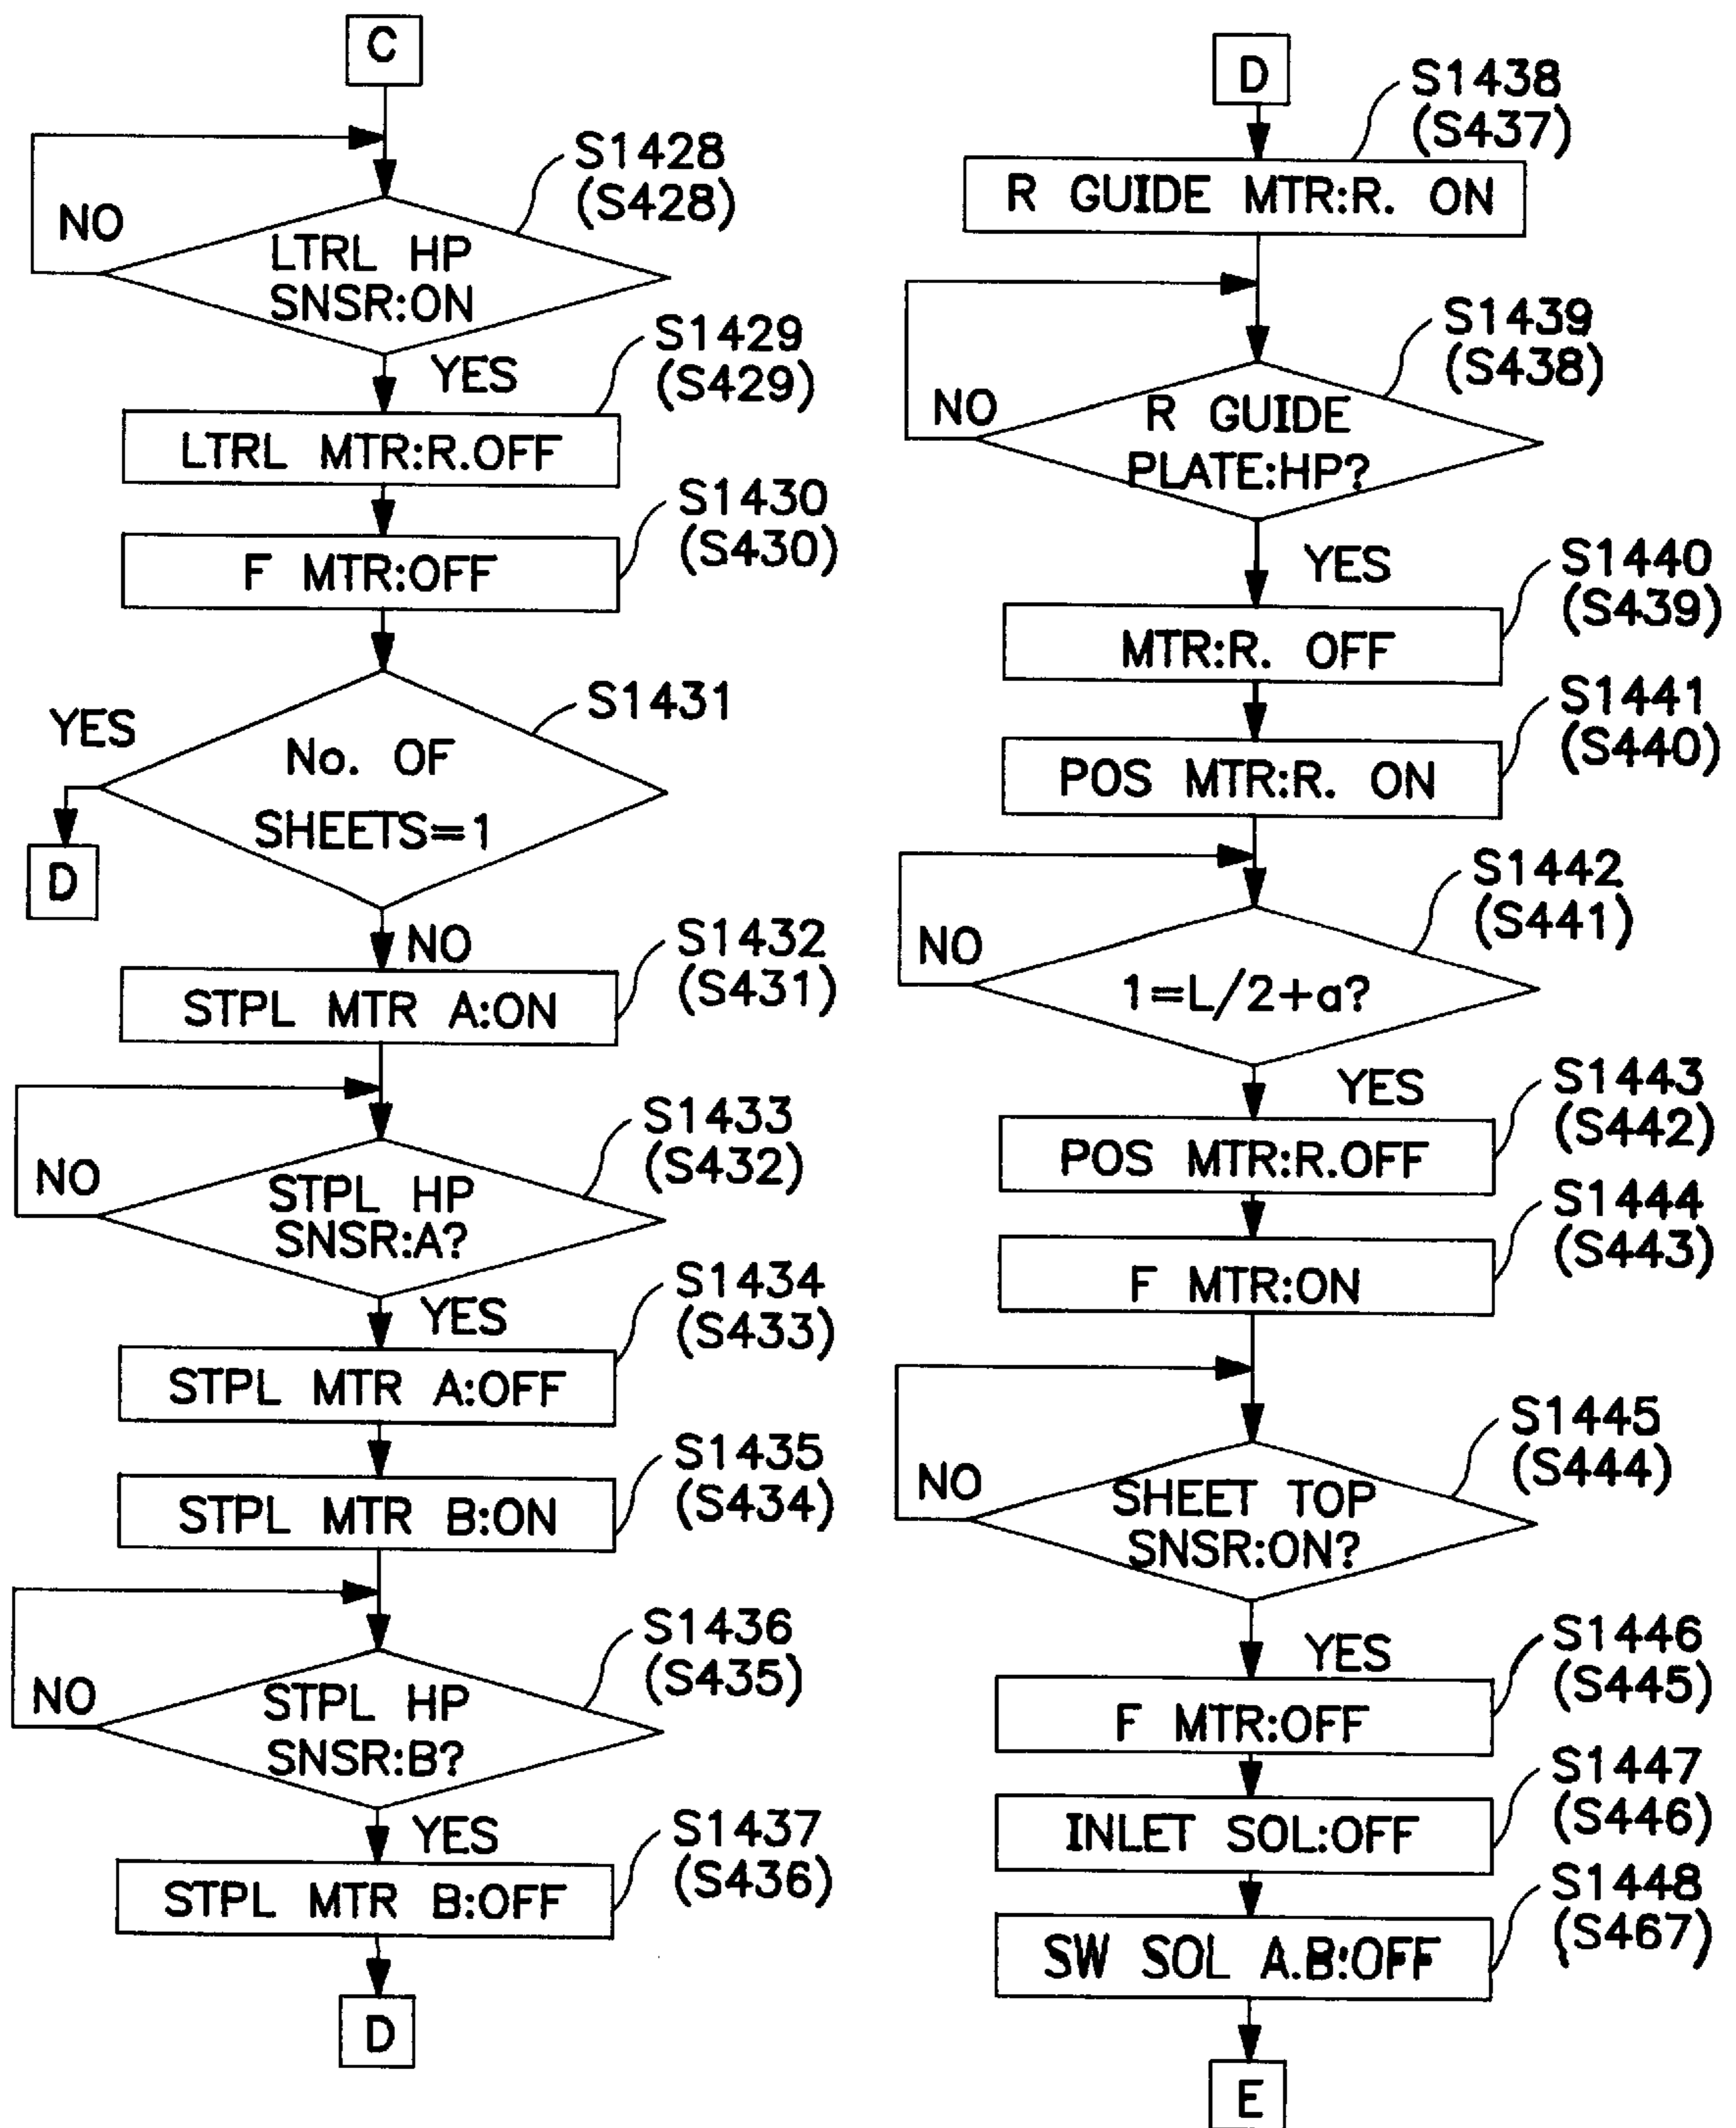 C
S1428
(S428)
NO
LTRL HP
SNSR:ON
YES
S1429
(S429)
LTRL MTR:R.OFF
S1430
(S430)
F MTR:OFF
S1431
YES
No. OF
SHEETS=1
D
NO
S1432
(S431)
STPL MTR A:ON
S1433
(S432)
NO
STPL HP
SNSR:A?
S1434
(S433)
YES
STPL MTR A:OFF
S1435
(S434)
STPL MTR B:ON
S1436
(S435)
NO
STPL HP
SNSR:B?
YES
S1437
(S436)
STPL MTR B:OFF
D
D
S1438
(S437)
R GUIDE MTR:R. ON
S1439
(S438)
NO
R GUIDE
PLATE:HP?
YES
S1440
(S439)
MTR:R. OFF
S1441
(S440)
POS MTR:R. ON
S1442
(S441)
NO
1=L/2+a?
YES
S1443
(S442)
POS MTR:R.OFF
S1444
(S443)
F MTR:ON
S1445
(S444)
NO
SHEET TOP
SNSR:ON?
YES
S1446
(S445)
F MTR:OFF
S1447
(S446)
INLET SOL:OFF
S1448
(S467)
SW SOL A.B:OFF
E